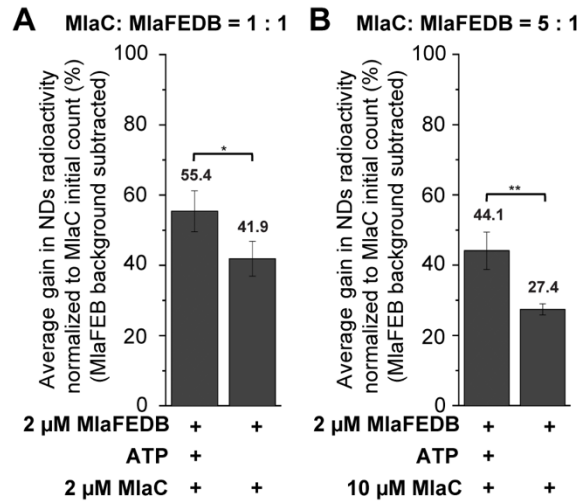 A MlaC: MlaFEDB = 1 : 1
Average gain in NDs radioactivity
normalized to MlaC initial count (%)
(MlaFEB background subtracted)
100
80
60
40
20
0
*
55.4
41.9
2 µM MlaFEDB + +
ATP +
2 µM MlaC + +
B MlaC: MlaFEDB = 5 : 1
Average gain in NDs radioactivity
normalized to MlaC initial count (%)
(MlaFEB background subtracted)
100
80
60
40
20
0
**
44.1
27.4
2 µM MlaFEDB + +
ATP +
10 µM MlaC + +